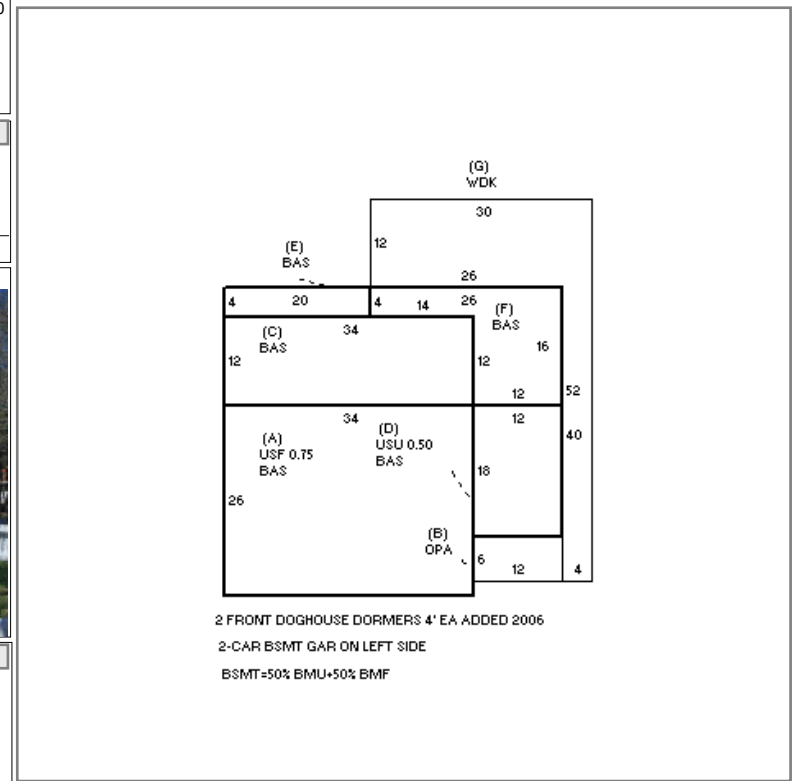 (G)
WDK
30
12
(E)
BAS
26
4 20 4 14 26
(F)
BAS
(C)
BAS
34
16
12
12
12
52
34
12
(D)
USU 0.50
BAS
40
(A)
USF 0.75
BAS
18
26
(B)
OPA
6
12
4
2 FRONT DOGHOUSE DORMERS 4' EA ADDED 2006
2-CAR BSMT GAR ON LEFT SIDE
BSMT=50% BMU+50% BMF